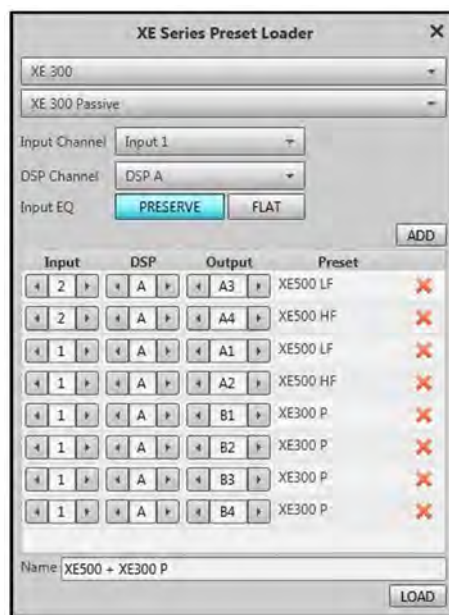 XE Series Preset Loader
XE 300
XE 300 Passive
Input Channel Input 1
DSP Channel DSP A
Input EQ PRESERVE FLAT
ADD
Input DSP Output Preset
2 A A3 XE500 LF
2 A A4 XE500 HF
1 A A1 XE500 LF
1 A A2 XE500 HF
1 A B1 XE300 P
1 A B2 XE300 P
1 A B3 XE300 P
1 A B4 XE300 P
Name XE500 + XE300 P
LOAD